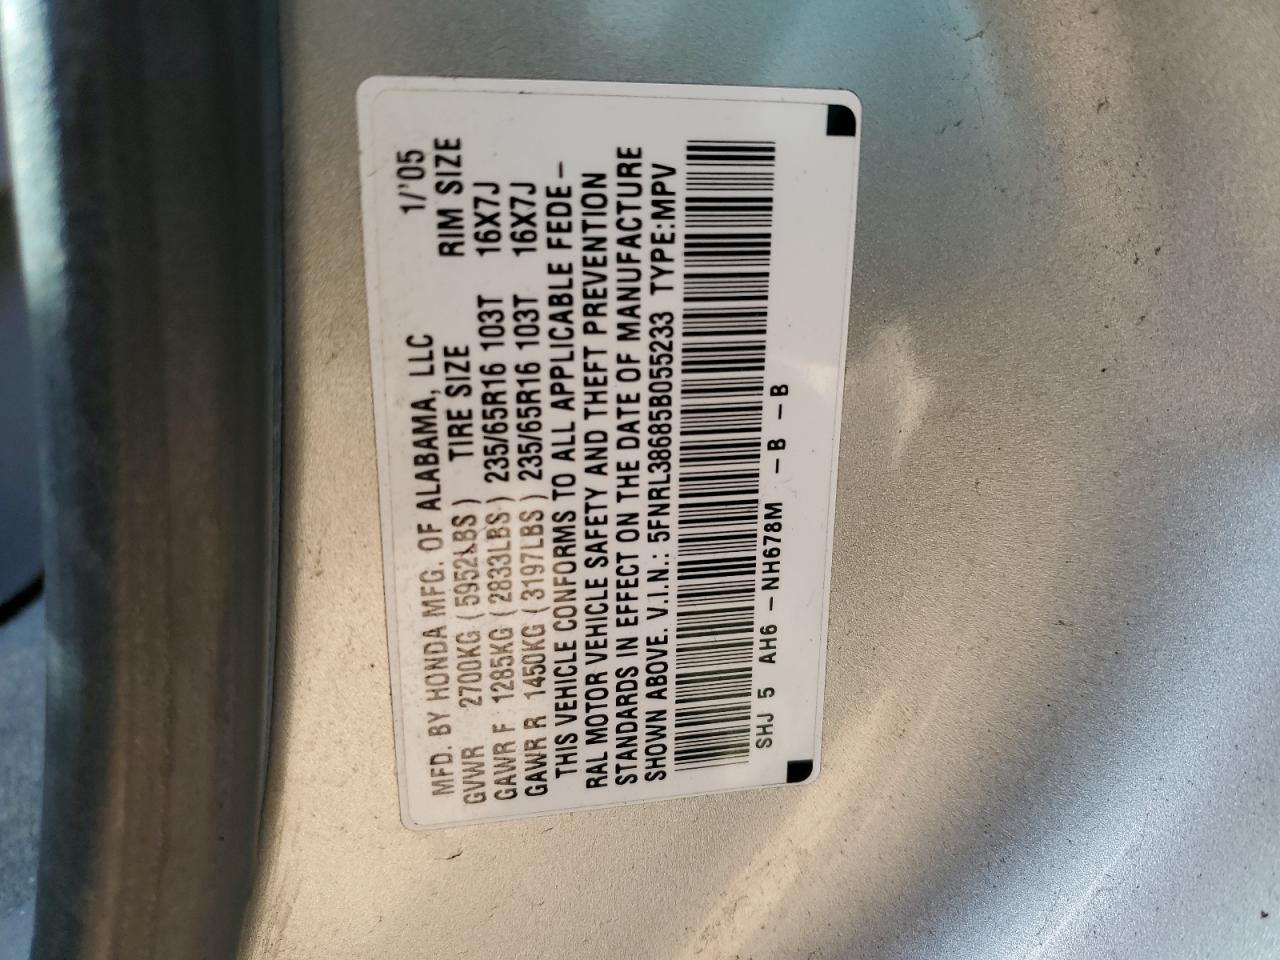 MFD. BY HONDA MFG. OF ALABAMA, LLC 1/'05
GVWR 2700KG (5952LBS) TIRE SIZE RIM SIZE
GAWR F 1285KG (2833LBS) 235/65R16 103T 16X7J
GAWR R 1450KG (3197LBS) 235/65R16 103T 16X7J
THIS VEHICLE CONFORMS TO ALL APPLICABLE FEDE-
RAL MOTOR VEHICLE SAFETY AND THEFT PREVENTION
STANDARDS IN EFFECT ON THE DATE OF MANUFACTURE
SHOWN ABOVE. V.I.N.: 5FNRL38685B055233 TYPE:MPV
SHJ 5 AH6 -NH678M -B -B